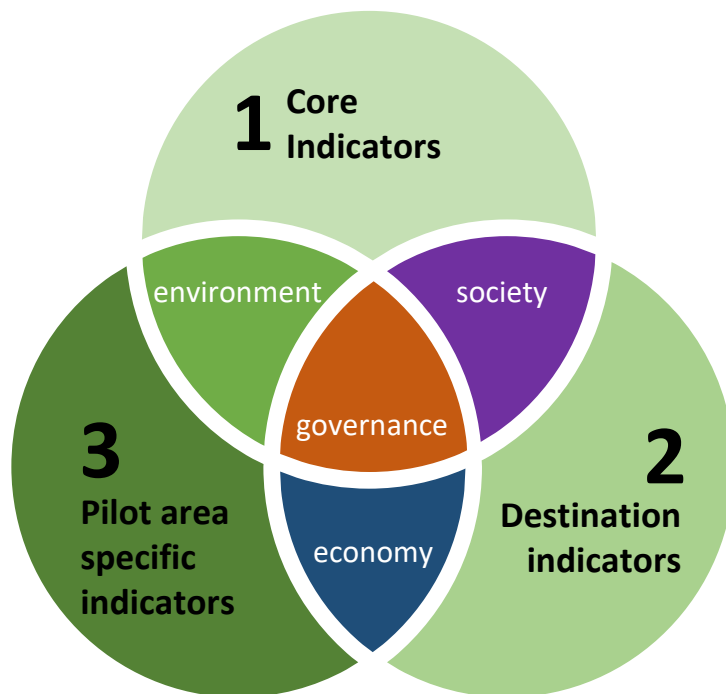 1 Core
Indicators
environment
society
governance
3
Pilot area
specific
indicators
2
Destination
indicators
economy